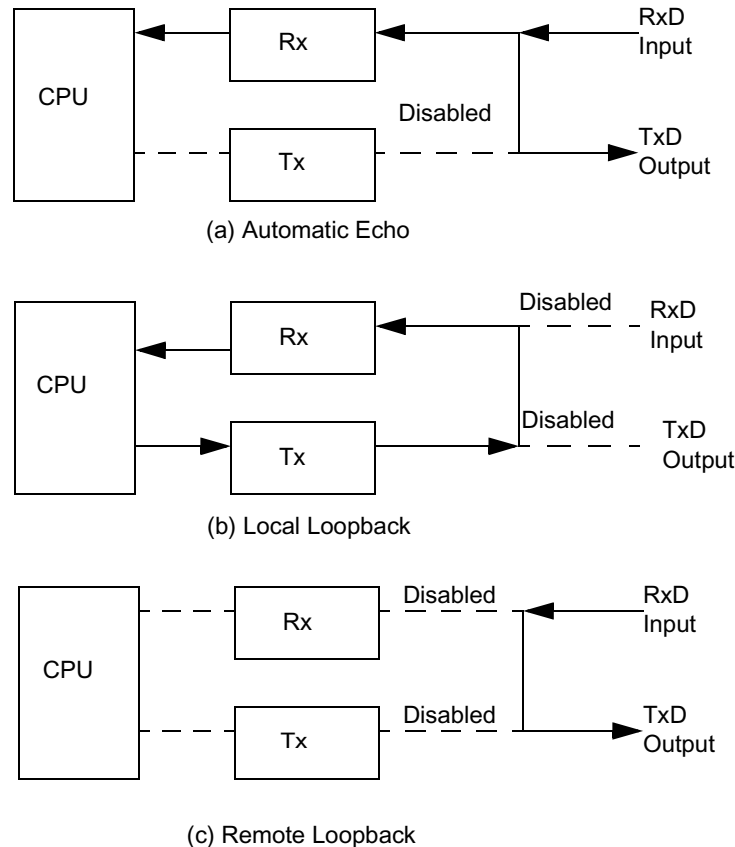 RxD
Input
Rx
CPU
Disabled
TxD
Output
Tx
(a) Automatic Echo
Disabled
RxD
Input
Rx
CPU
Disabled
TxD
Output
Tx
(b) Local Loopback
Disabled
RxD
Input
Rx
CPU
Disabled
TxD
Output
Tx
(c) Remote Loopback